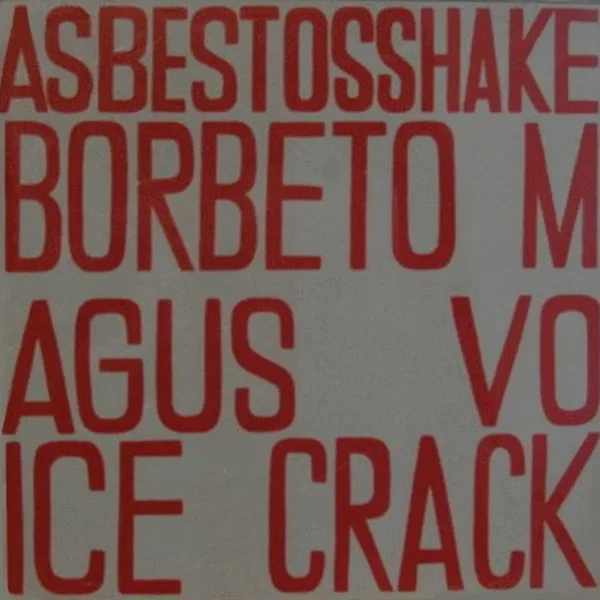 ASBESTOSSHAKE
BORBETO M
AGUS VO
ICE CRACK